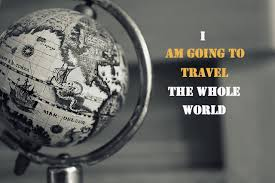 I
AM GOING TO
TRAVEL
THE WHOLE
WORLD